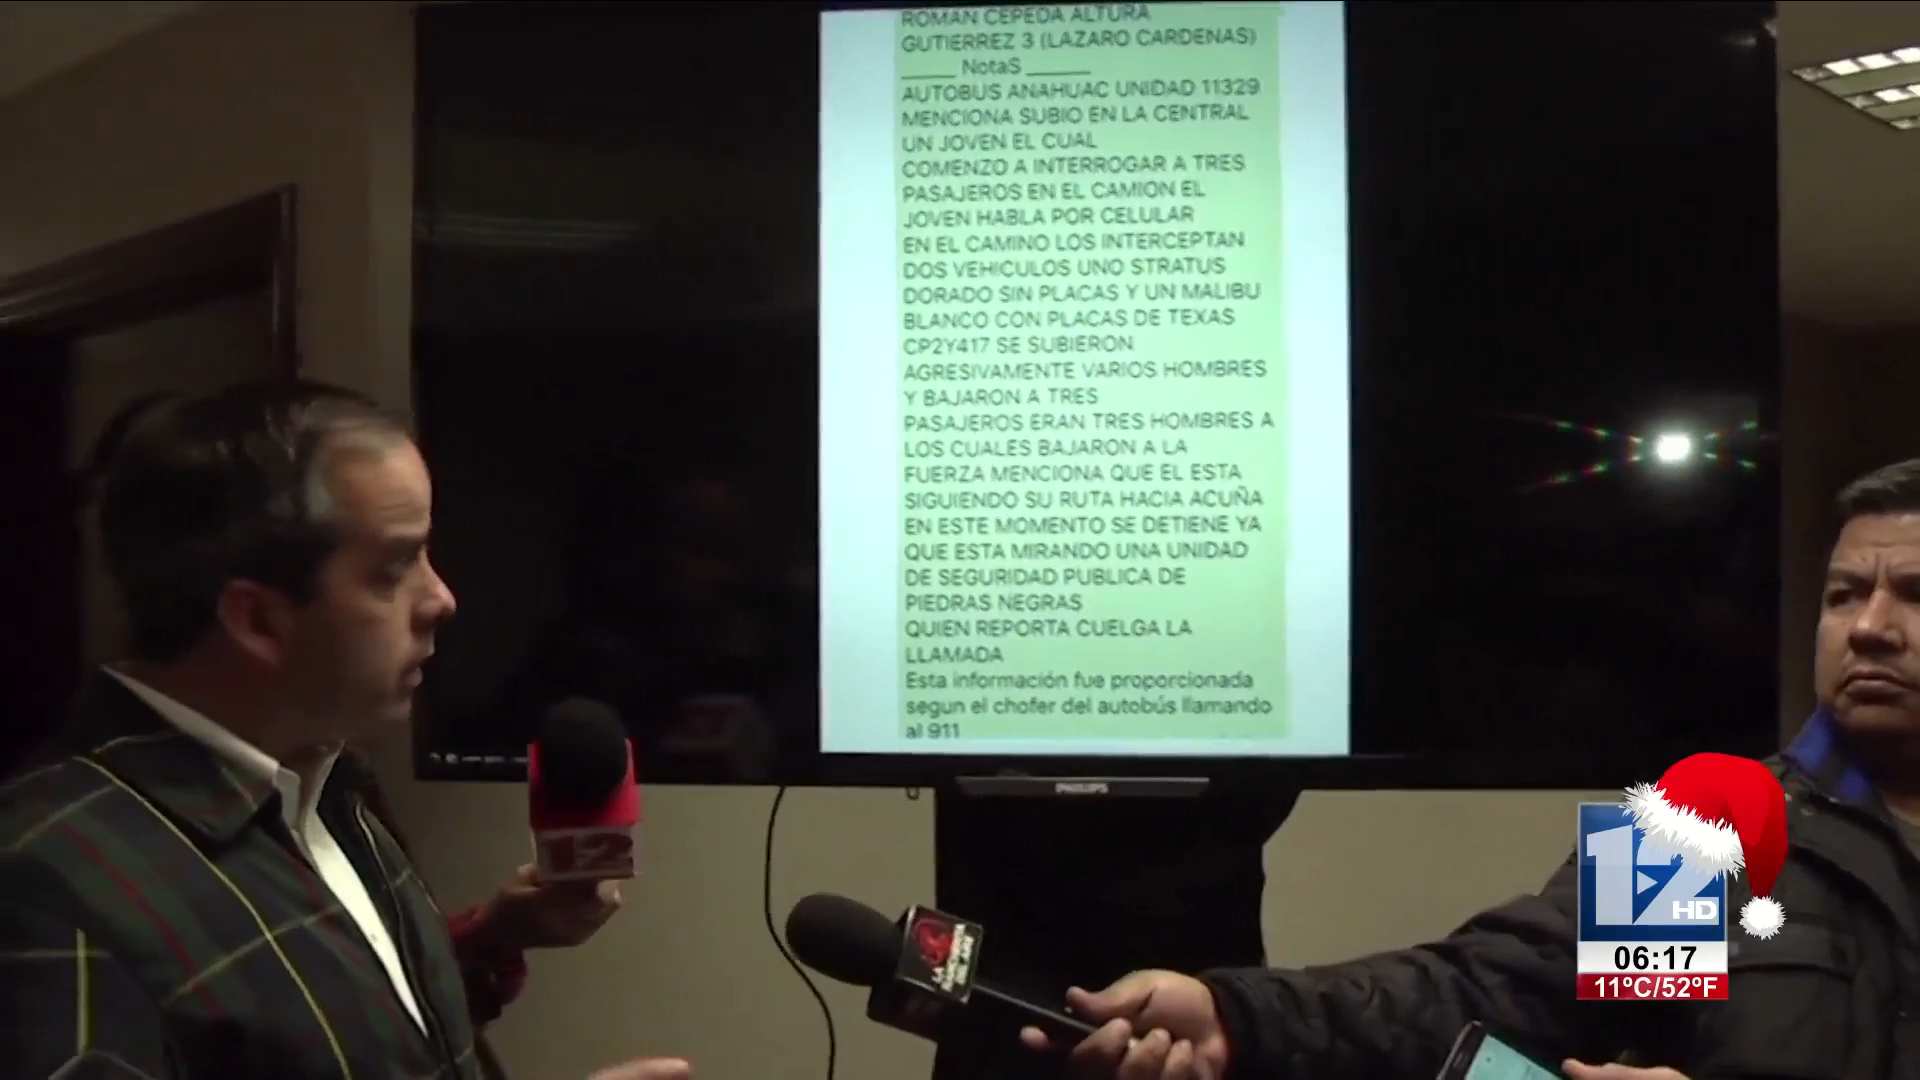 ROMAN CEPEDA ALTURA
GUTIERREZ 3 (LAZARO CARDENAS)
_____ NotaS ______
AUTOBUS ANAHUAC UNIDAD 11329
MENCIONA SUBIO EN LA CENTRAL
UN JOVEN EL CUAL
COMENZO A INTERROGAR A TRES
PASAJEROS EN EL CAMION EL
JOVEN HABLA POR CELULAR
EN EL CAMINO LOS INTERCEPTAN
DOS VEHICULOS UNO STRATUS
DORADO SIN PLACAS Y UN MALIBU
BLANCO CON PLACAS DE TEXAS
CP2Y417 SE SUBIERON
AGRESIVAMENTE VARIOS HOMBRES
Y BAJARON A TRES
PASAJEROS ERAN TRES HOMBRES A
LOS CUALES BAJARON A LA
FUERZA MENCIONA QUE EL ESTA
SIGUIENDO SU RUTA HACIA ACUÑA
EN ESTE MOMENTO SE DETIENE YA
QUE ESTA MIRANDO UNA UNIDAD
DE SEGURIDAD PUBLICA DE
PIEDRAS NEGRAS
QUIEN REPORTA CUELGA LA
LLAMADA
Esta información fue proporcionada
segun el chofer del autobús llamando
al 911
PHILIPS
12
LA
12
HD
06:17
11ºC/52ºF